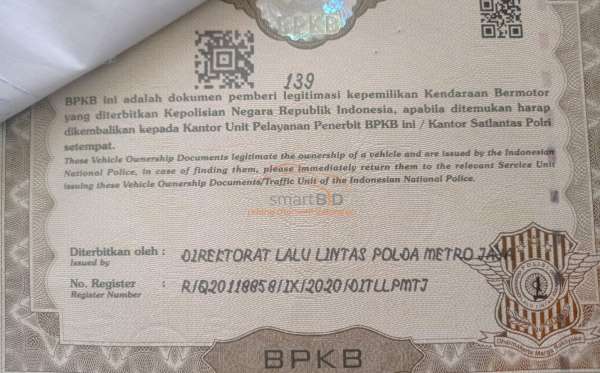 BPKB
139
BPKB ini adalah dokumen pemberi legitimasi kepemilikan Kendaraan Bermotor
yang diterbitkan Kepolisian Negara Republik Indonesia, apabila ditemukan harap
dikembalikan kepada Kantor Unit Pelayanan Penerbit BPKB ini / Kantor Satlantas Polri
setempat.
These Vehicle Ownership Documents legitimate the ownership of a vehicle and are issued by the Indonesian
National Police, in case of finding them, please immediately return them to the relevant Service Unit
issuing these Vehicle Ownership Documents/Traffic Unit of the Indonesian National Police.
smartBID
Diterbitkan oleh : DIREKTORAT LALU LINTAS POLDA METRO JAYA
Issued by
No. Register : R/Q20118858/IX/2020/DITLLPMTJ
Register Number
BPKB